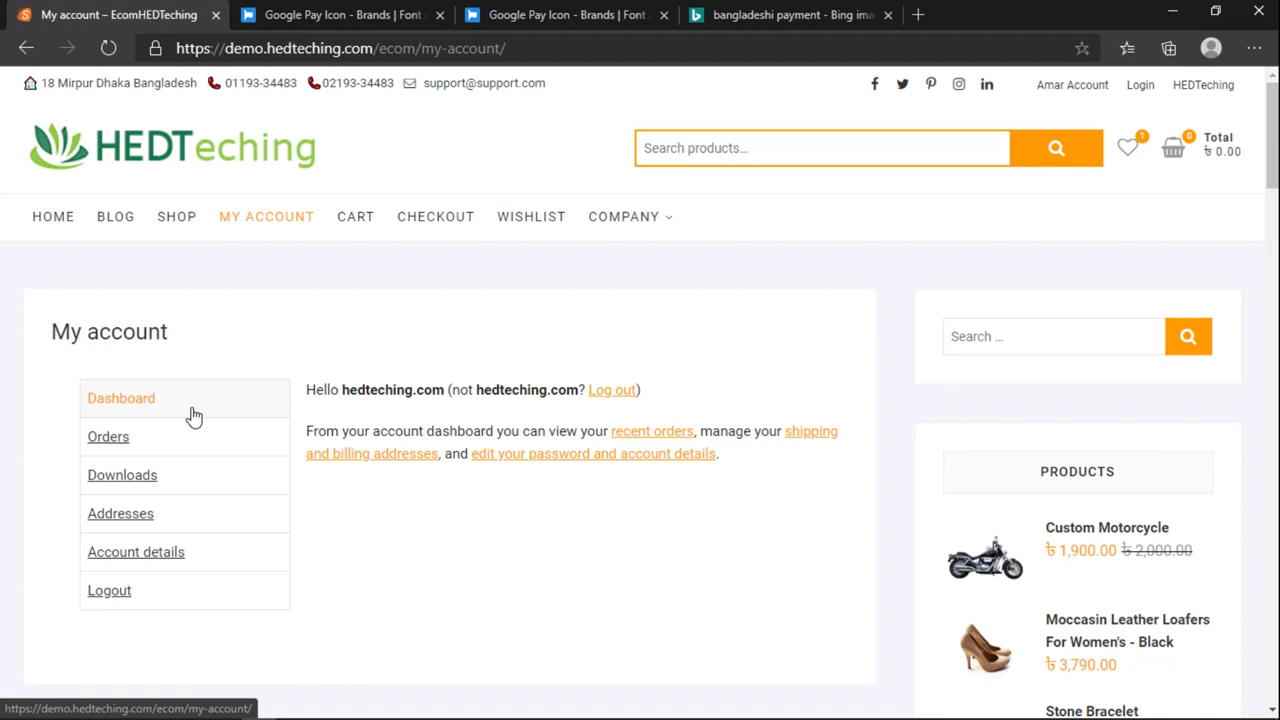 My account – EcomHEDTeching
Google Pay Icon - Brands | Font
Google Pay Icon - Brands | Font
bangladeshi payment - Bing ima
https://demo.hedteching.com/ecom/my-account/
18 Mirpur Dhaka Bangladesh 01193-34483 02193-34483 support@support.com
Amar Account Login HEDTeching
HEDTeching
Search products…
1
0
Total
৳ 0.00
HOME BLOG SHOP MY ACCOUNT CART CHECKOUT WISHLIST COMPANY
My account
Dashboard
Orders
Downloads
Addresses
Account details
Logout
Hello hedteching.com (not hedteching.com? Log out)
From your account dashboard you can view your recent orders, manage your shipping
and billing addresses, and edit your password and account details.
Search …
PRODUCTS
Custom Motorcycle
৳ 1,900.00 ৳ 2,000.00
Moccasin Leather Loafers
For Women's - Black
৳ 3,790.00
Stone Bracelet
https://demo.hedteching.com/ecom/my-account/